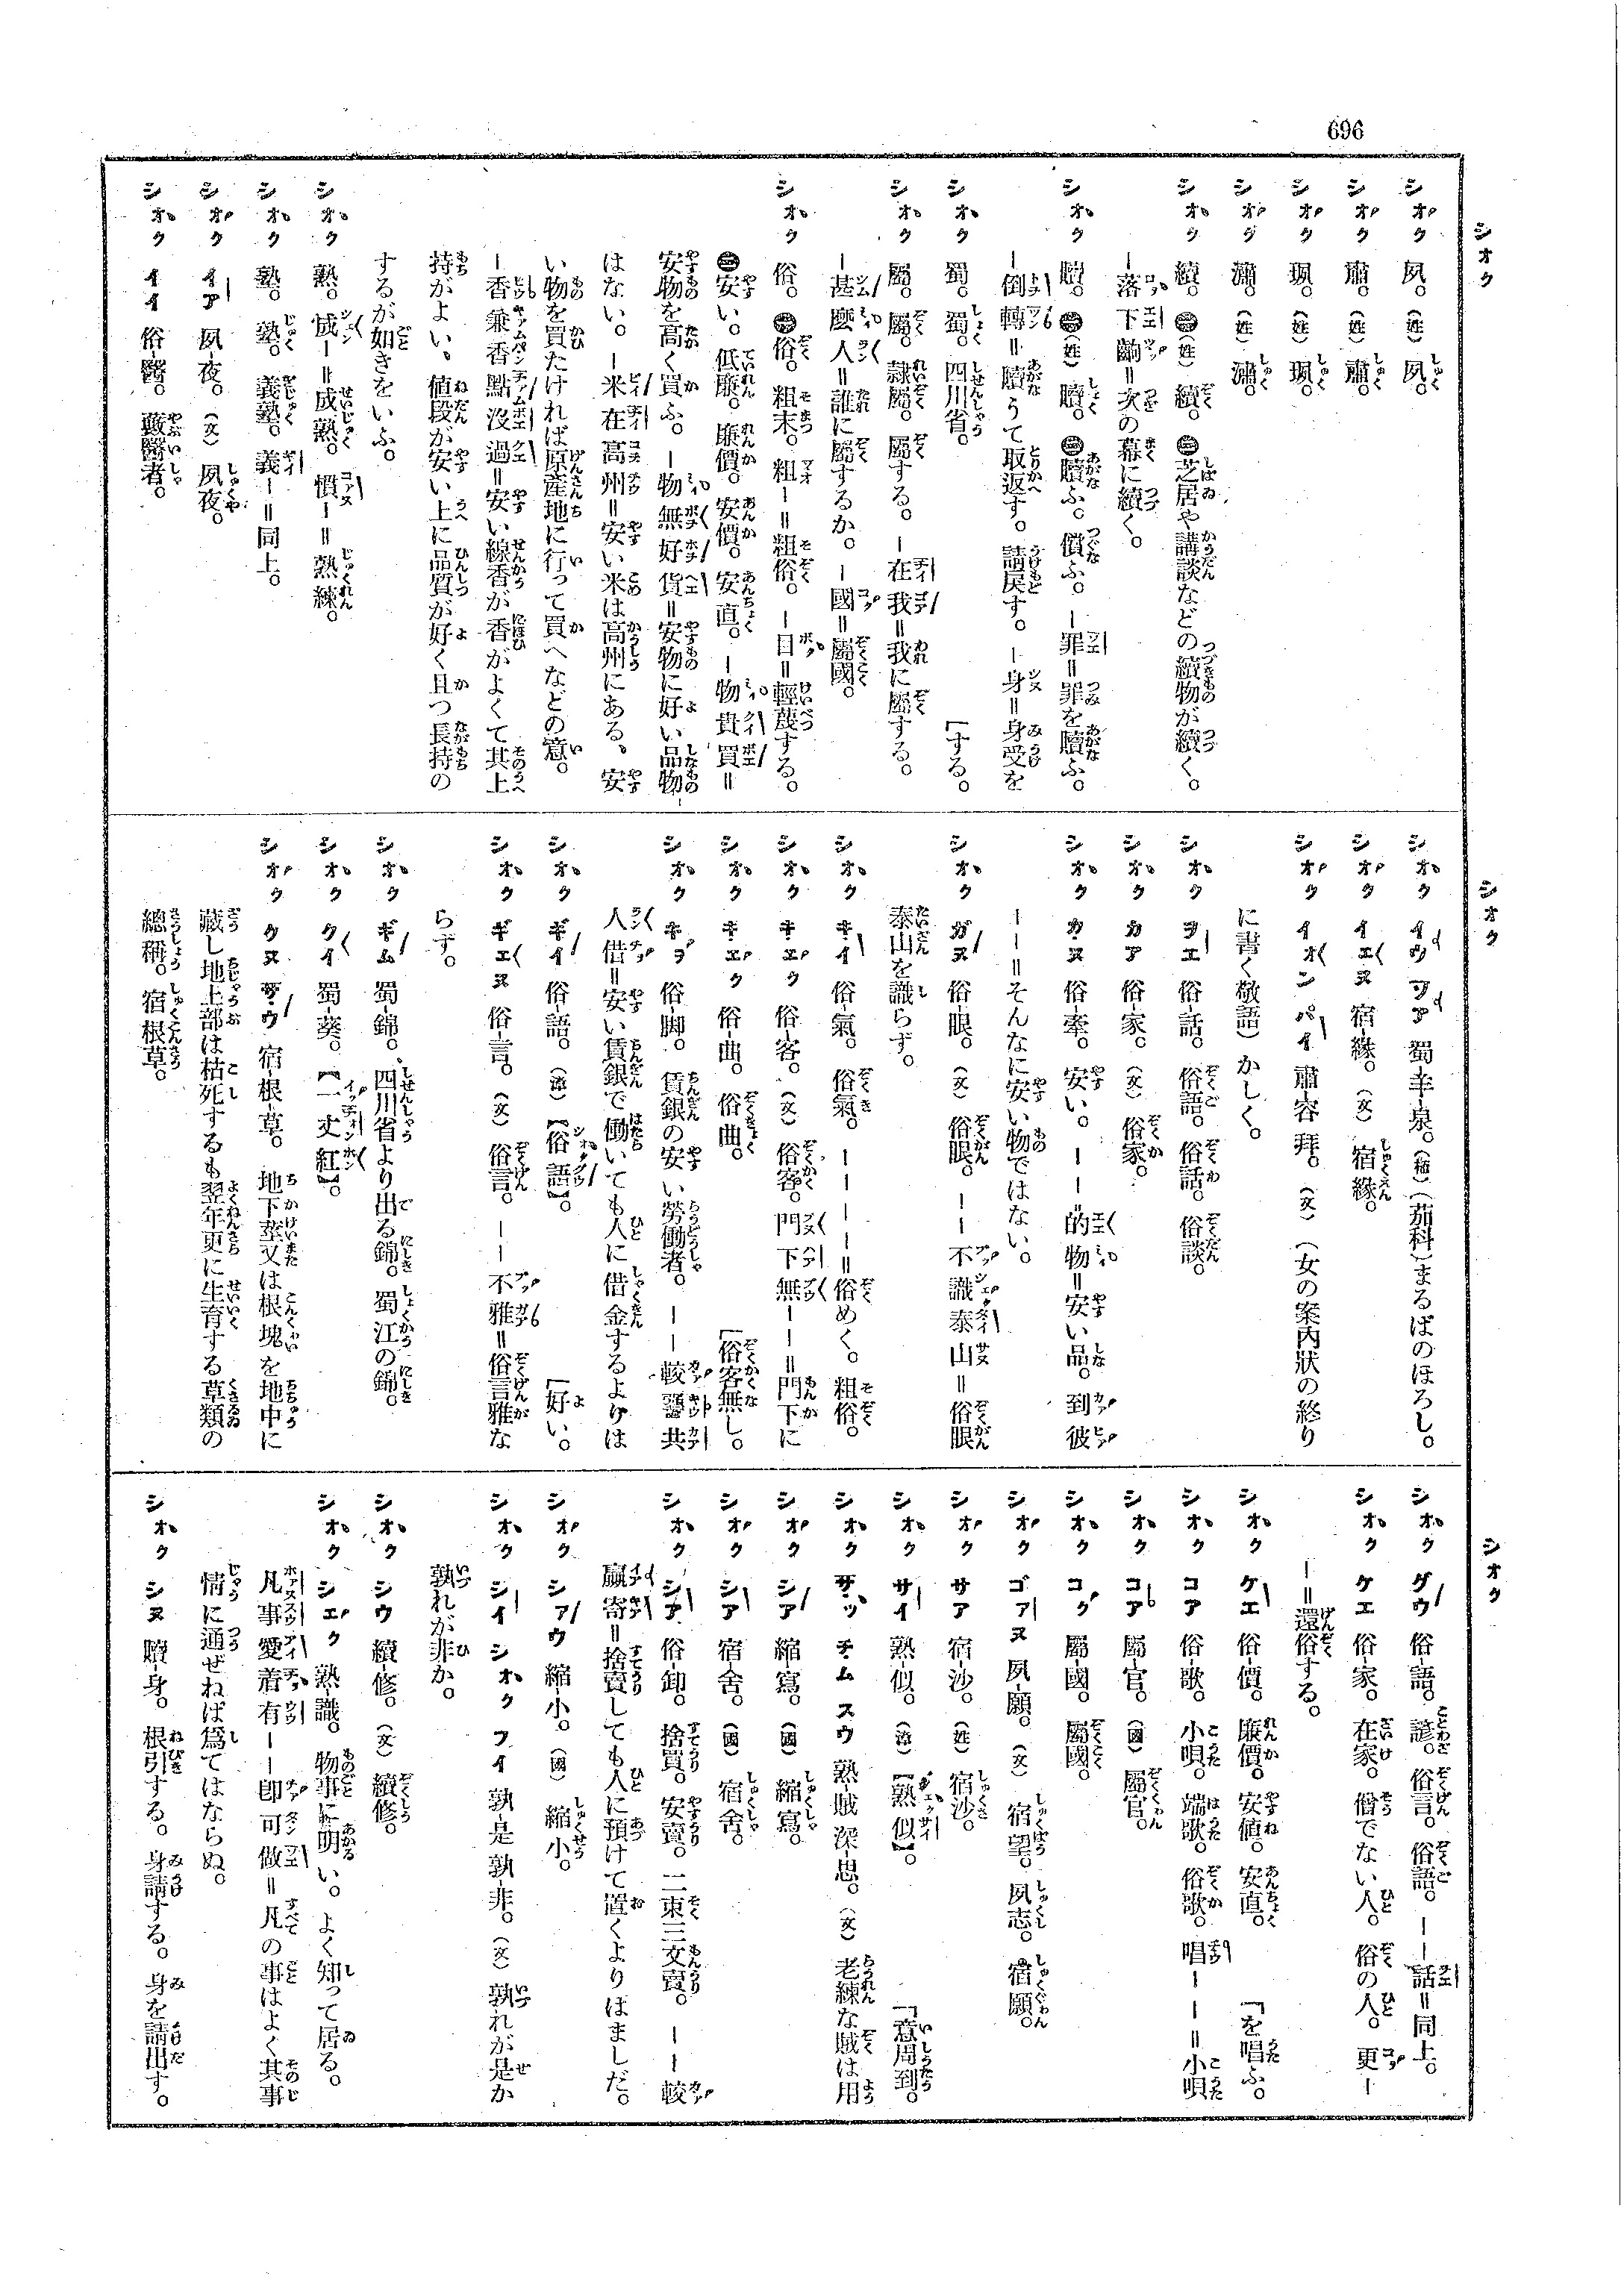 696
シオク
シオク 夙。(姓) 夙。
シオク 肅。(姓) 肅。
シオク 珟。(姓) 珟。
シオク 潚。(姓) 潚。
シオク 續。㊀(姓) 續。㊁芝居や講談などの續物が續く。
─落下齣=次の幕に續く。
シオク 贖。㊀(姓) 贖。㊁贖ふ。償ふ。─罪=罪を贖ふ。
─倒轉=贖うて取返す。請戻す。─身=身受を
シオク 蜀。蜀。四川省。 [する。
シオク 屬。屬。隷屬。屬する。─在我=我に屬する。
─甚麼人=誰に屬するか。─國=屬國。
シオク 俗。㊀俗。粗末。粗─=粗俗。─目=輕蔑する。
㊁安い。低廉。廉價。安價。安直。─物貴買=
安物を高く買ふ。─物無好貨=安物に好い品物
はない。─米在高州=安い米は高州にある、安
い物を買たければ原產地に行って買へなどの意。
─香兼香點沒過=安い線香が香がよくて其上
持がよい、値段が安い上に品質が好く且つ長持の
するが如きをいふ。
シオク 熟。成─=成熟。慣─=熟練。
シオク 塾。塾。義塾。義─=同上。
シオク イア 夙-夜。(文) 夙夜。
シオク イイ 俗-醫。藪醫者。
シオク
シオク イウ ツア 蜀-羊-泉。(植)(茄科)まるばのほろし。
シオク イエヌ 宿-緣。(文) 宿緣。
シオク イオン パイ 肅-容 拜。(文)(女の案內狀の終り
に書く敬語)かしく。
シオク ヲエ 俗-話。俗語。俗話。俗談。
シオク カア 俗-家。(文) 俗家。
シオク カヌ 俗-牽。安い。──的物=安い品。到彼
──=そんなに安い物ではない。
シオク ガヌ 俗-眼。(文) 俗眼。──不識泰山=俗眼
泰山を識らず。
シオク キイ 俗-氣。俗氣。────=俗めく。粗俗。
シオク キエク 俗-客。(文) 俗客。門下無──=門下に
シオク キエク 俗-曲。俗曲。 [俗客無し。
シオク キヲ 俗-脚。賃銀の安い勞働者。──較贏共
人借=安い賃銀で働いても人に借金するよりは
シオク ギイ 俗-語。(漳)【俗語】。 [好い。
シオク ギエヌ 俗-言。(文) 俗言。──不雅=俗言雅な
らず。
シオク ギム 蜀-錦。四川省より出る錦。蜀江の錦。
シオク クイ 蜀-葵。【一丈紅】。
シオク クヌ ザウ 宿-根-草。地下莖又は根塊を地中に
藏し地上部は枯死するも翌年更に生育する草類の
總稱。宿根草。
シオク
シオク グウ 俗-語。諺。俗言。俗語。──話=同上。
シオク ケエ 俗-家。在家。僧でない人。俗の人。更─
─=還俗する。
シオク ケエ 俗-價。廉價。安値。安直。 [を唱ふ。
シオク コア 俗-歌。小唄。端歌。俗歌。唱──=小唄
シオク コア 屬-官。(國) 屬官。
シオク コク 屬-國。屬國。
シオク ゴアヌ 夙-願。(文) 宿望。夙志。宿願。
シオク サア 宿-沙。(姓) 宿沙。
シオク サイ 熟-似。(漳)【熟似】。 [意周到。
シオク ザッ チム スウ 熟-賊 深-思。(文) 老練な賊は用
シオク シア 縮-寫。(國) 縮寫。
シオク シア 宿-舍。(國) 宿舍。
シオク シア 俗-卸。捨賣。安賣。二束三文賣。──較
贏寄=捨賣しても人に預けて置くよりはましだ。
シオク シアウ 縮-小。(國) 縮小。
シオク シイ シオク フイ 孰-是 孰-非。(文) 孰れが是か
孰れが非か。
シオク シウ 續-修。(文) 續修。
シオク シエク 熟-識。物事に明い。よく知って居る。
凡事愛着有──卽可做=凡の事はよく其事
情に通ぜねば爲てはならぬ。
シオク シヌ 贖-身。根引する。身請する。身を請出す。